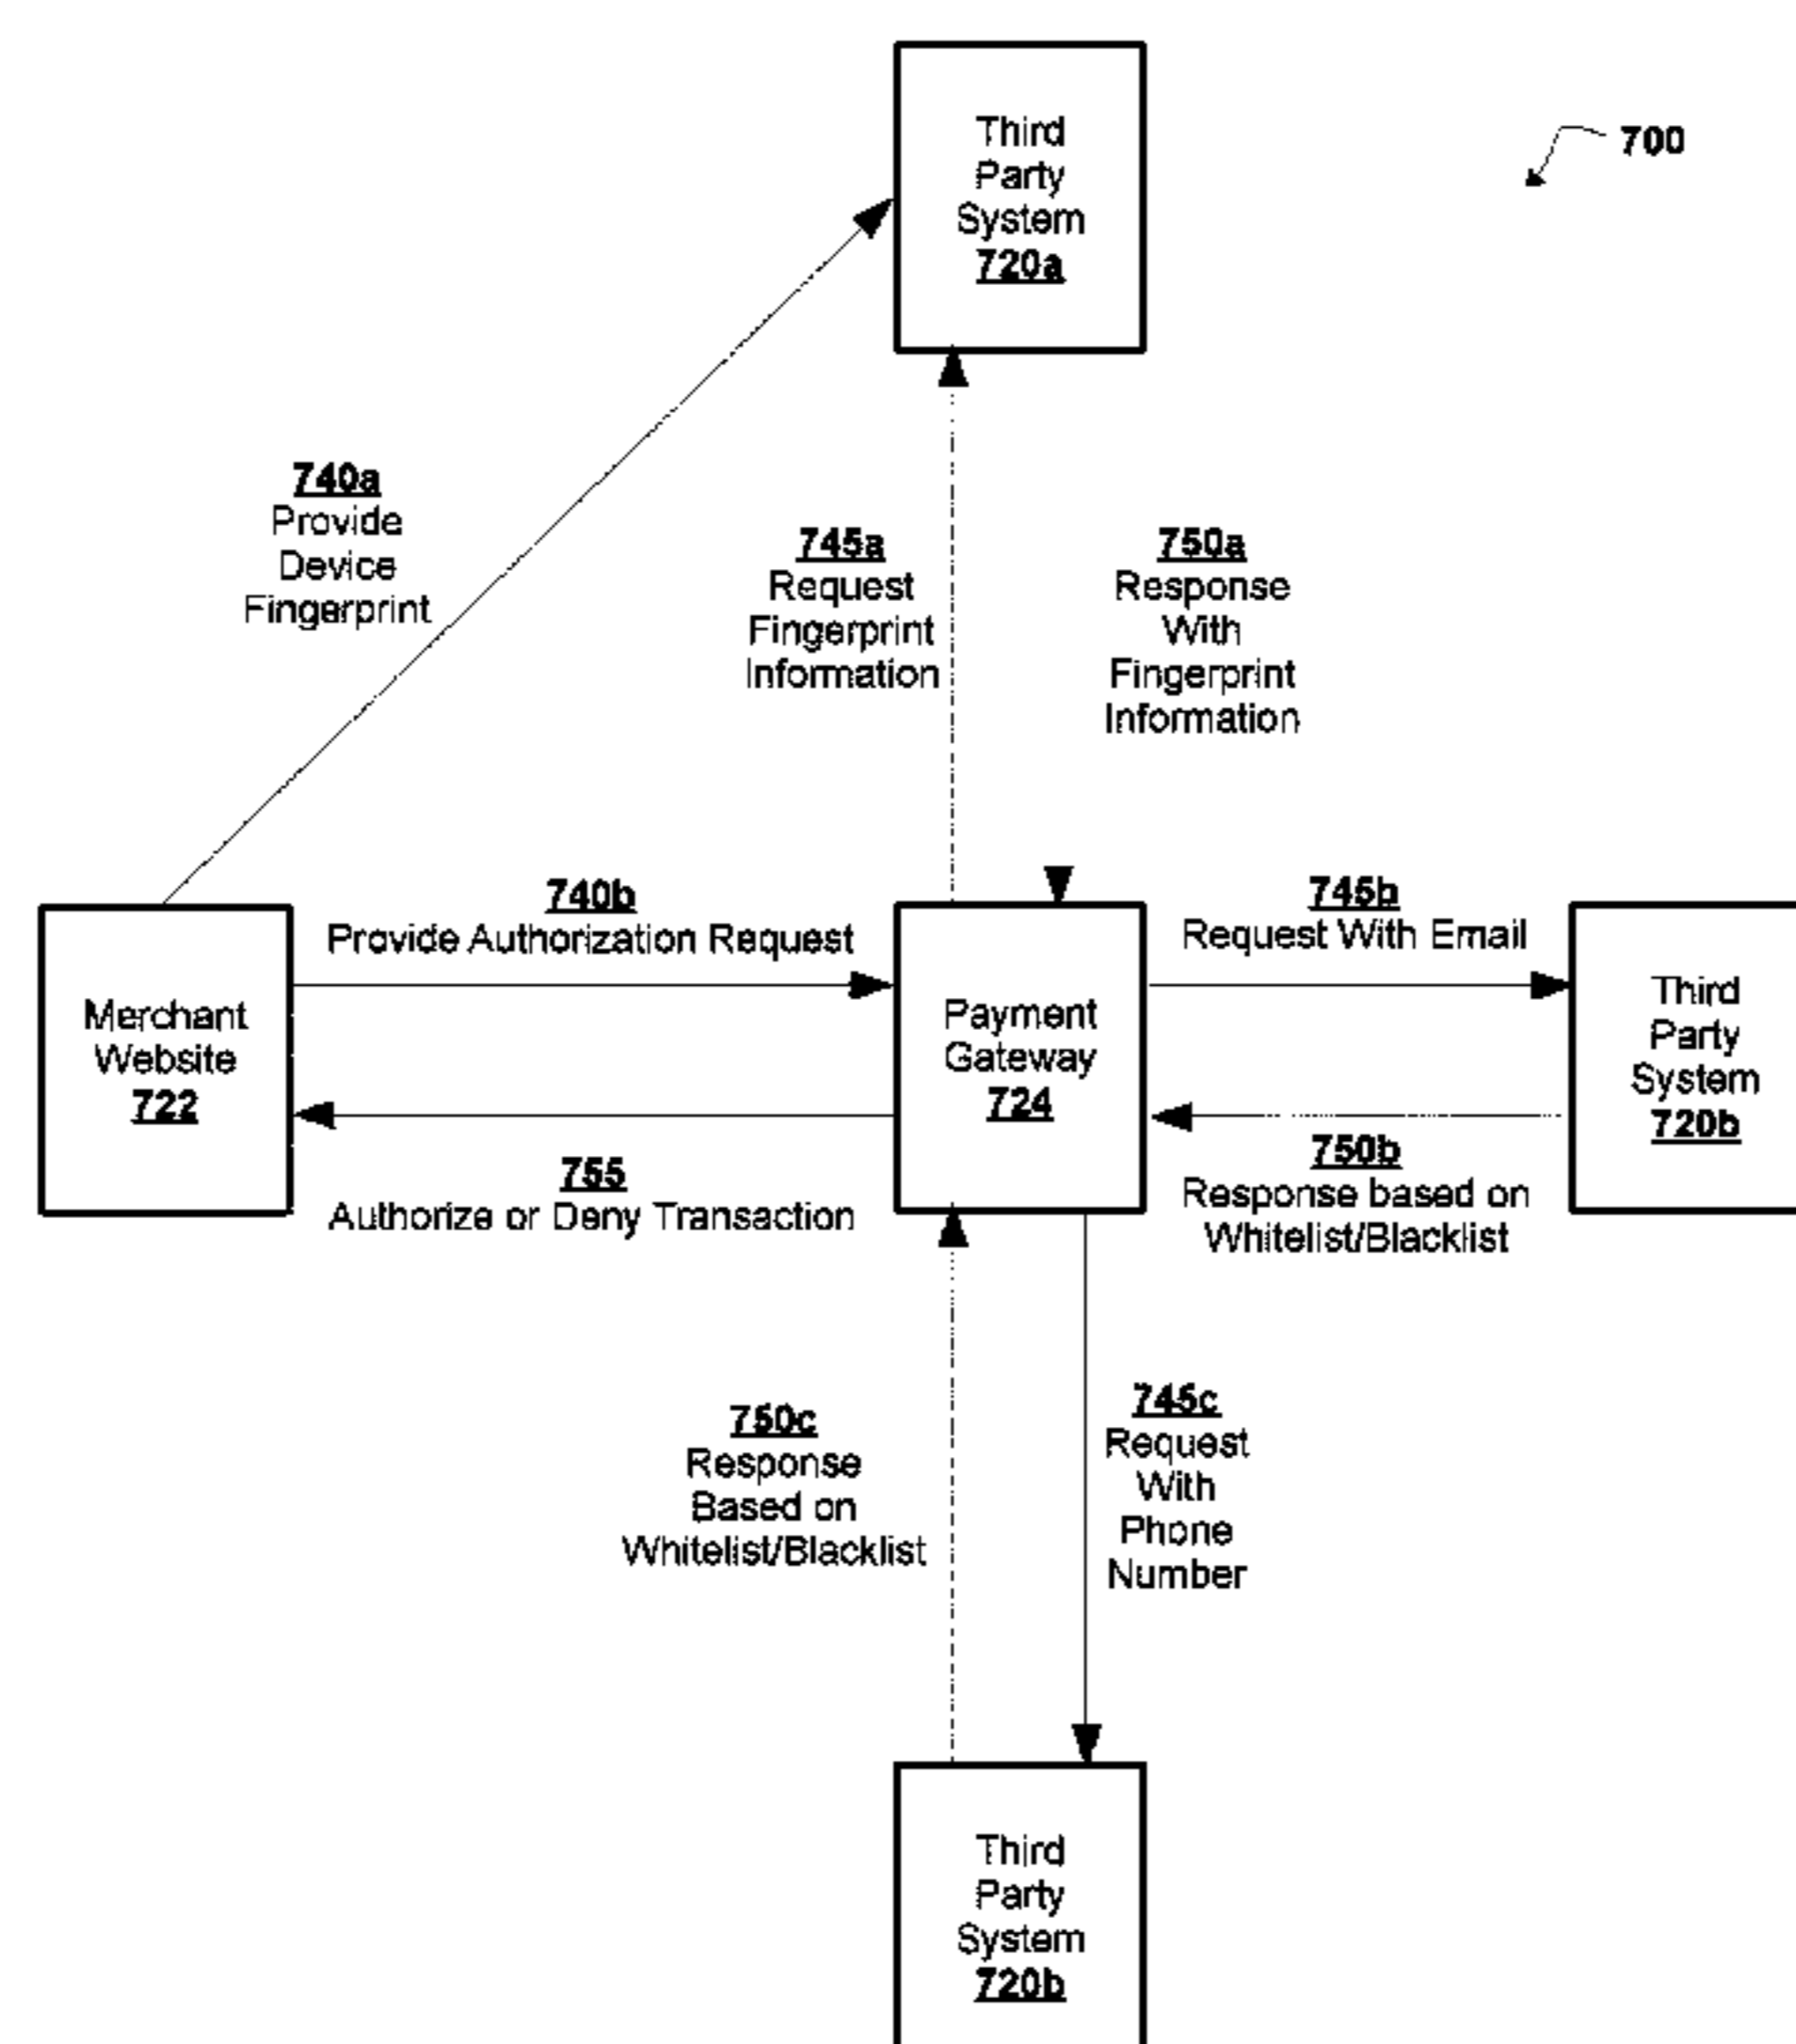 Third
Party
System
720a
700
740a
Provide
Device
Fingerprint
745a
Request
Fingerprint
Information
750a
Response
With
Fingerprint
Information
740b
Provide Authorization Request
745b
Request With Email
Merchant
Website
722
Payment
Gateway
724
Third
Party
System
720b
755
Authorize or Deny Transaction
750b
Response based on
Whitelist/Blacklist
750c
Response
Based on
Whitelist/Blacklist
745c
Request
With
Phone
Number
Third
Party
System
720b